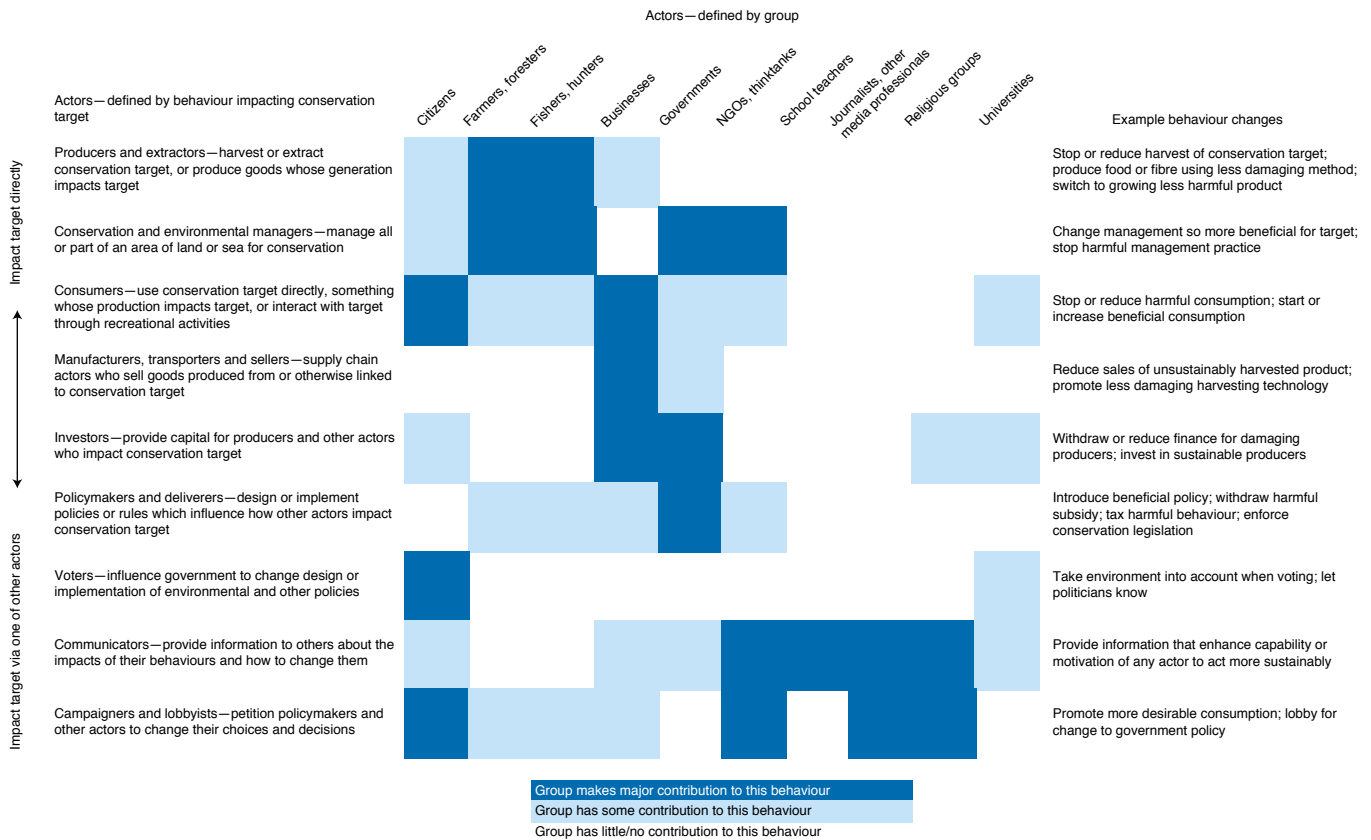 Actors—defined by group
Actors—defined by behaviour impacting conservation
target
Citizens
Farmers, foresters
Fishers, hunters
Businesses
Governments
NGOs, thinktanks
School teachers
Journalists, other
media professionals
Religious groups
Universities
Example behaviour changes
Impact target directly
Producers and extractors—harvest or extract
conservation target, or produce goods whose generation
impacts target
Stop or reduce harvest of conservation target;
produce food or fibre using less damaging method;
switch to growing less harmful product
Conservation and environmental managers—manage all
or part of an area of land or sea for conservation
Change management so more beneficial for target;
stop harmful management practice
Consumers—use conservation target directly, something
whose production impacts target, or interact with target
through recreational activities
Stop or reduce harmful consumption; start or
increase beneficial consumption
Manufacturers, transporters and sellers—supply chain
actors who sell goods produced from or otherwise linked
to conservation target
Reduce sales of unsustainably harvested product;
promote less damaging harvesting technology
Investors—provide capital for producers and other actors
who impact conservation target
Withdraw or reduce finance for damaging
producers; invest in sustainable producers
Impact target via one of other actors
Policymakers and deliverers—design or implement
policies or rules which influence how other actors impact
conservation target
Introduce beneficial policy; withdraw harmful
subsidy; tax harmful behaviour; enforce
conservation legislation
Voters—influence government to change design or
implementation of environmental and other policies
Take environment into account when voting; let
politicians know
Communicators—provide information to others about the
impacts of their behaviours and how to change them
Provide information that enhance capability or
motivation of any actor to act more sustainably
Campaigners and lobbyists—petition policymakers and
other actors to change their choices and decisions
Promote more desirable consumption; lobby for
change to government policy
Group makes major contribution to this behaviour
Group has some contribution to this behaviour
Group has little/no contribution to this behaviour